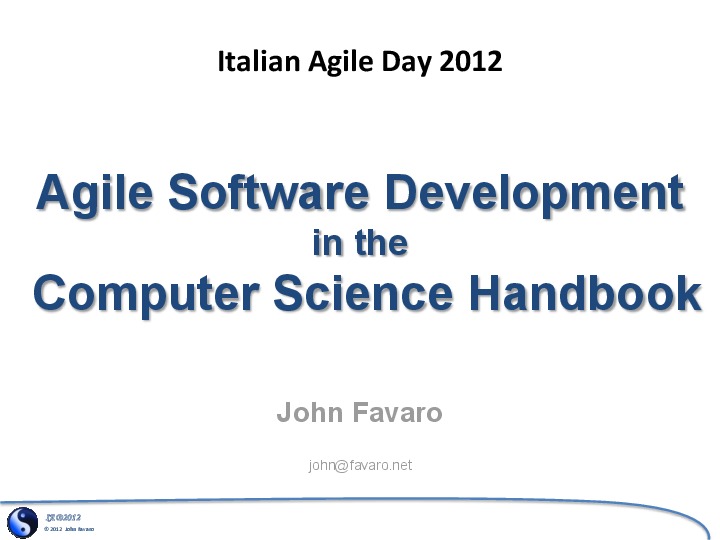 Italian Agile Day 2012
Agile Software Development
in the
Computer Science Handbook
John Favaro
john@favaro.net
© 2012 John Favaro